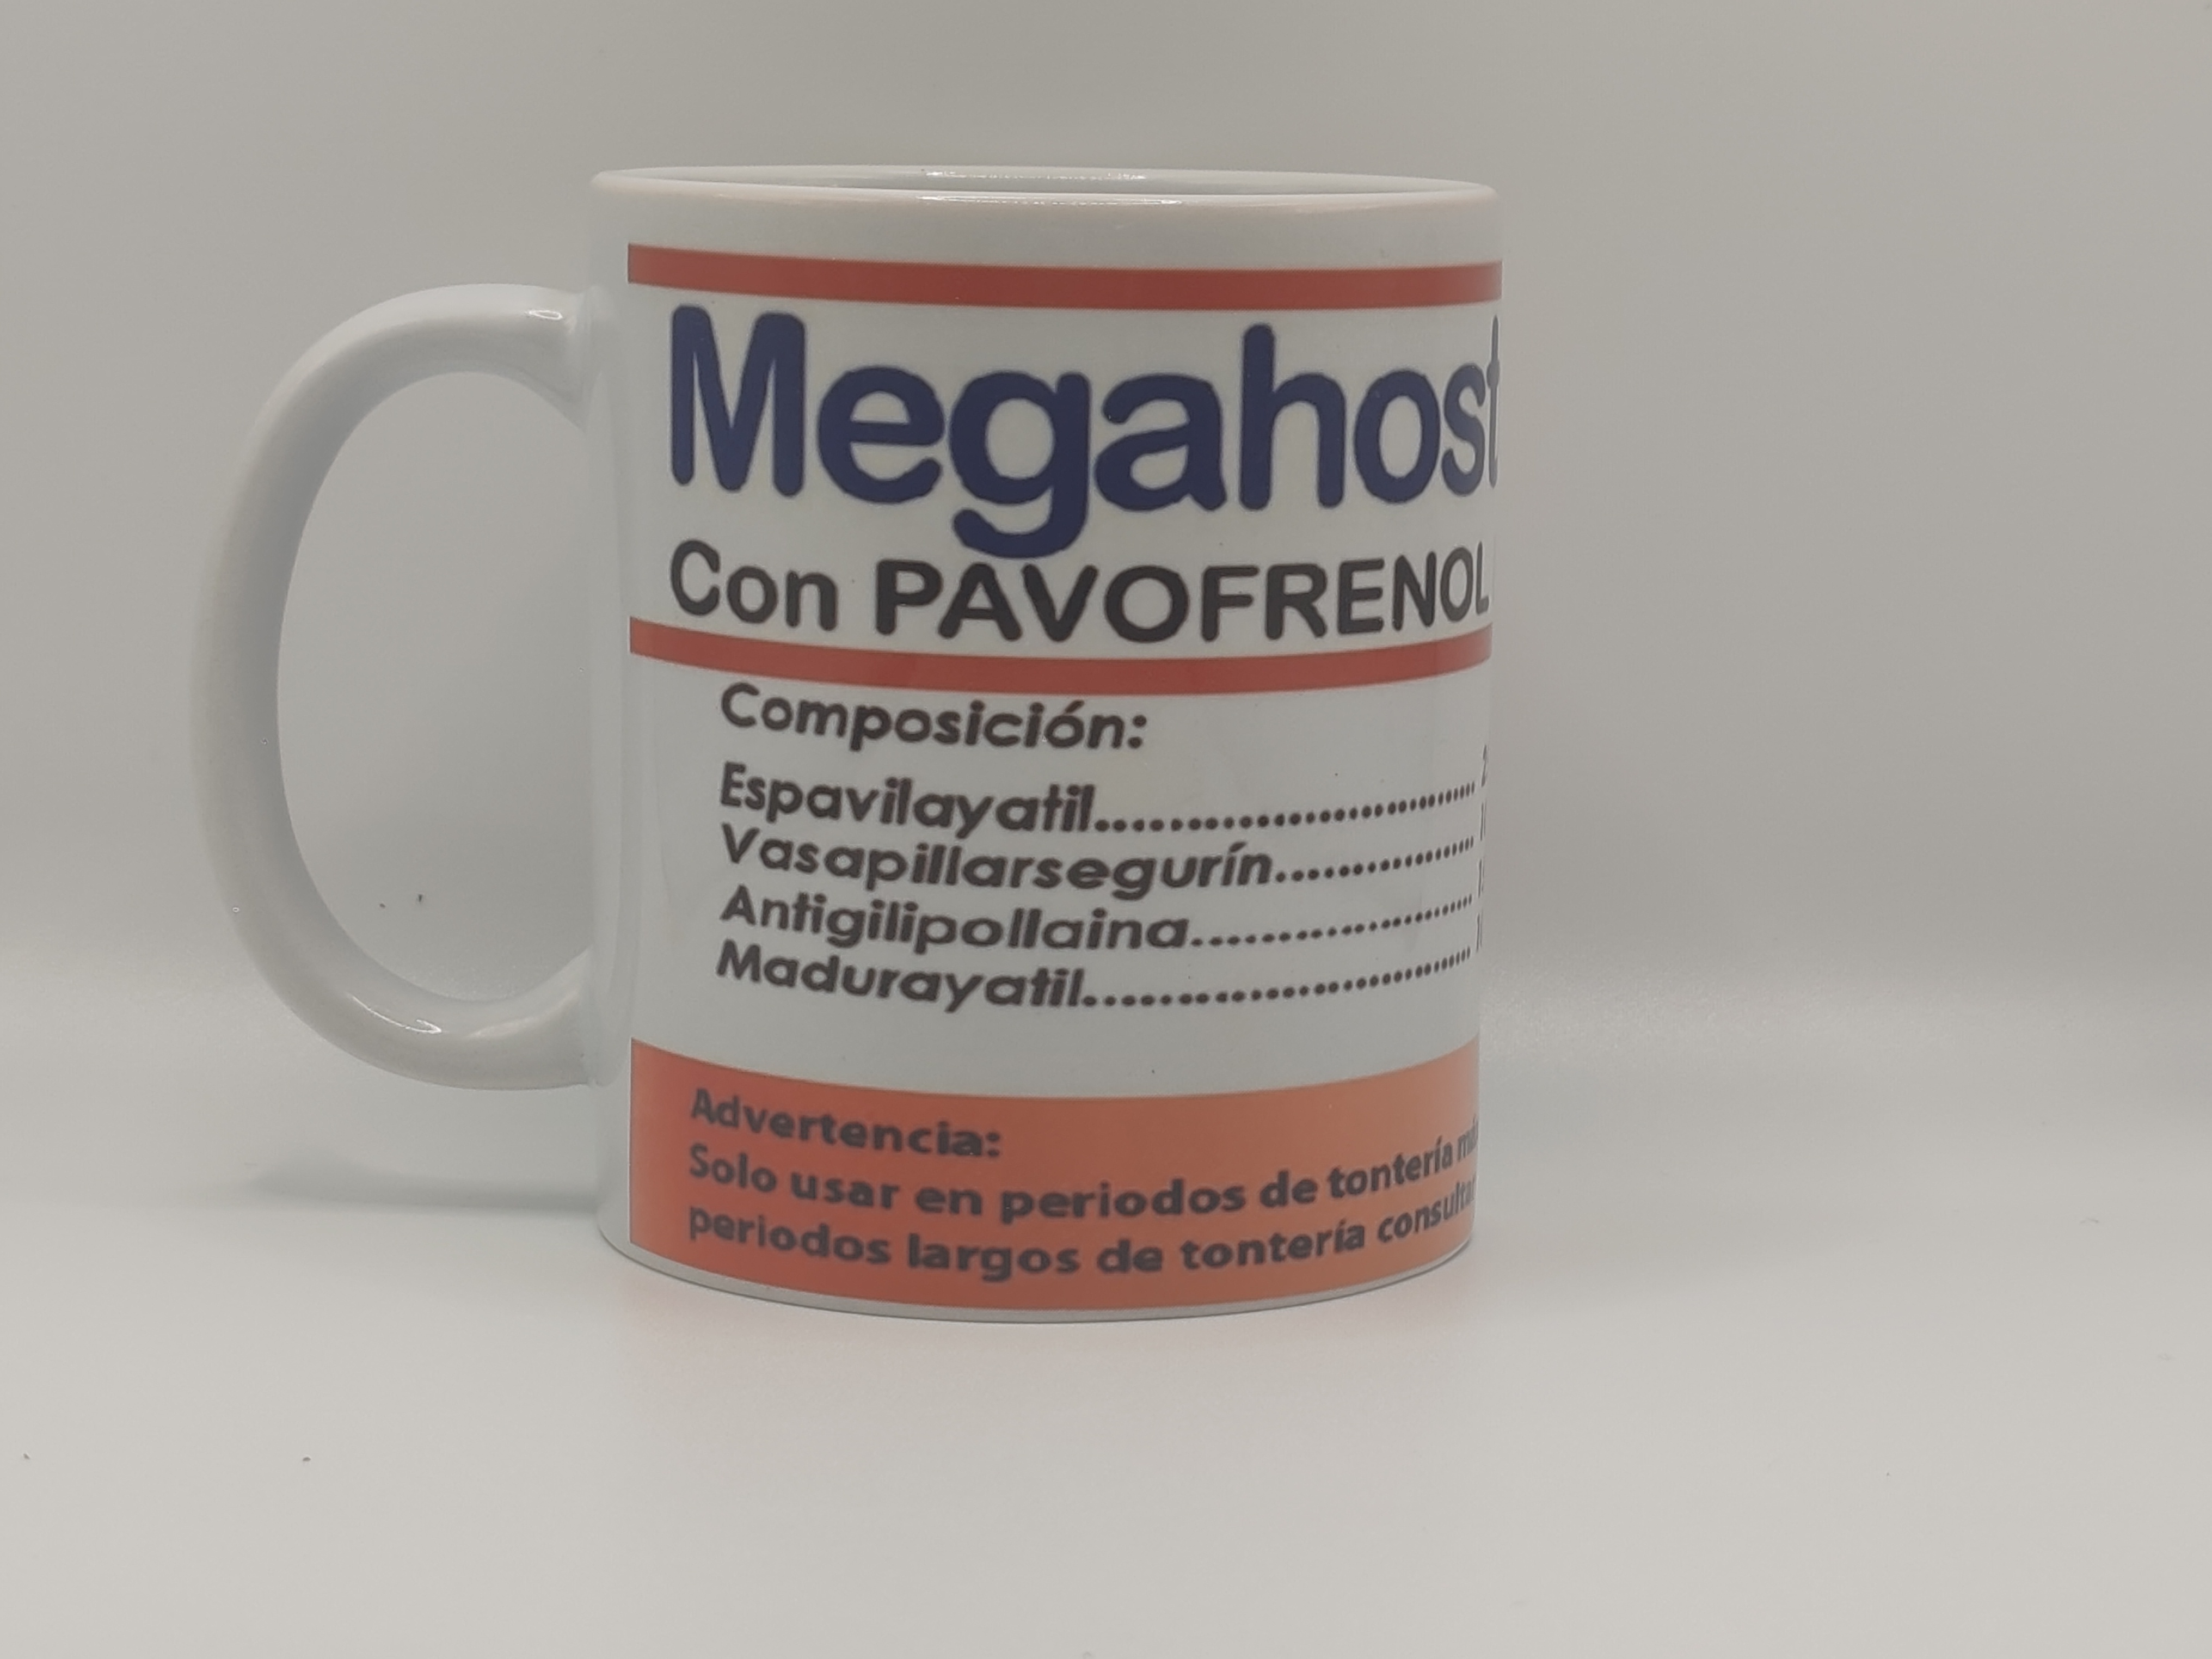 Megahost
Con PAVOFRENOL
Composición:
Espavilayatil..............................
Vasapillarsegurín.................
Antigilipollaina.......................
Madurayatil..............................
Advertencia:
Solo usar en periodos de tontería
periodos largos de tontería consultar